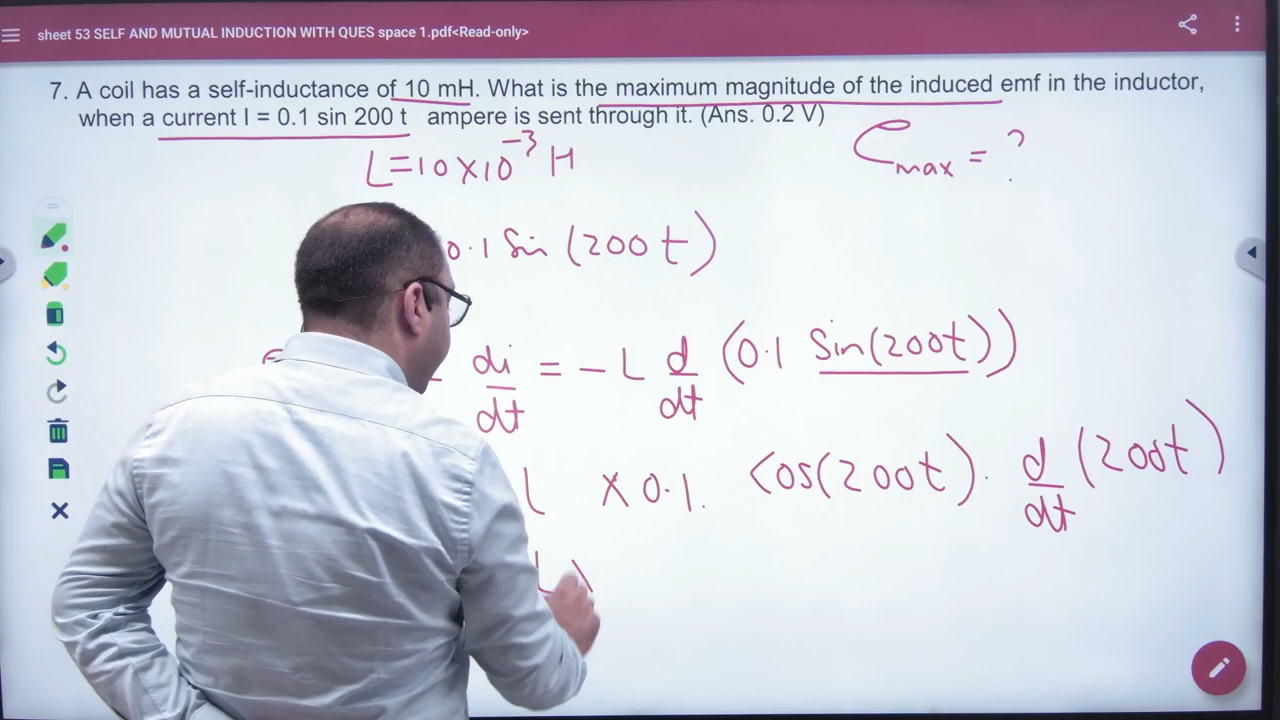 sheet 53 SELF AND MUTUAL INDUCTION WITH QUES space 1.pdf<Read-only>
7. A coil has a self-inductance of 10 mH. What is the maximum magnitude of the induced emf in the inductor,
when a current I = 0.1 sin 200 t ampere is sent through it. (Ans. 0.2 V)
L=10×10⁻³ H
e max = ?
0.1 Sin (200t)
di/dt = - L d/dt (0.1 Sin(200t))
L × 0.1. Cos(200t). d/dt (200t)
L